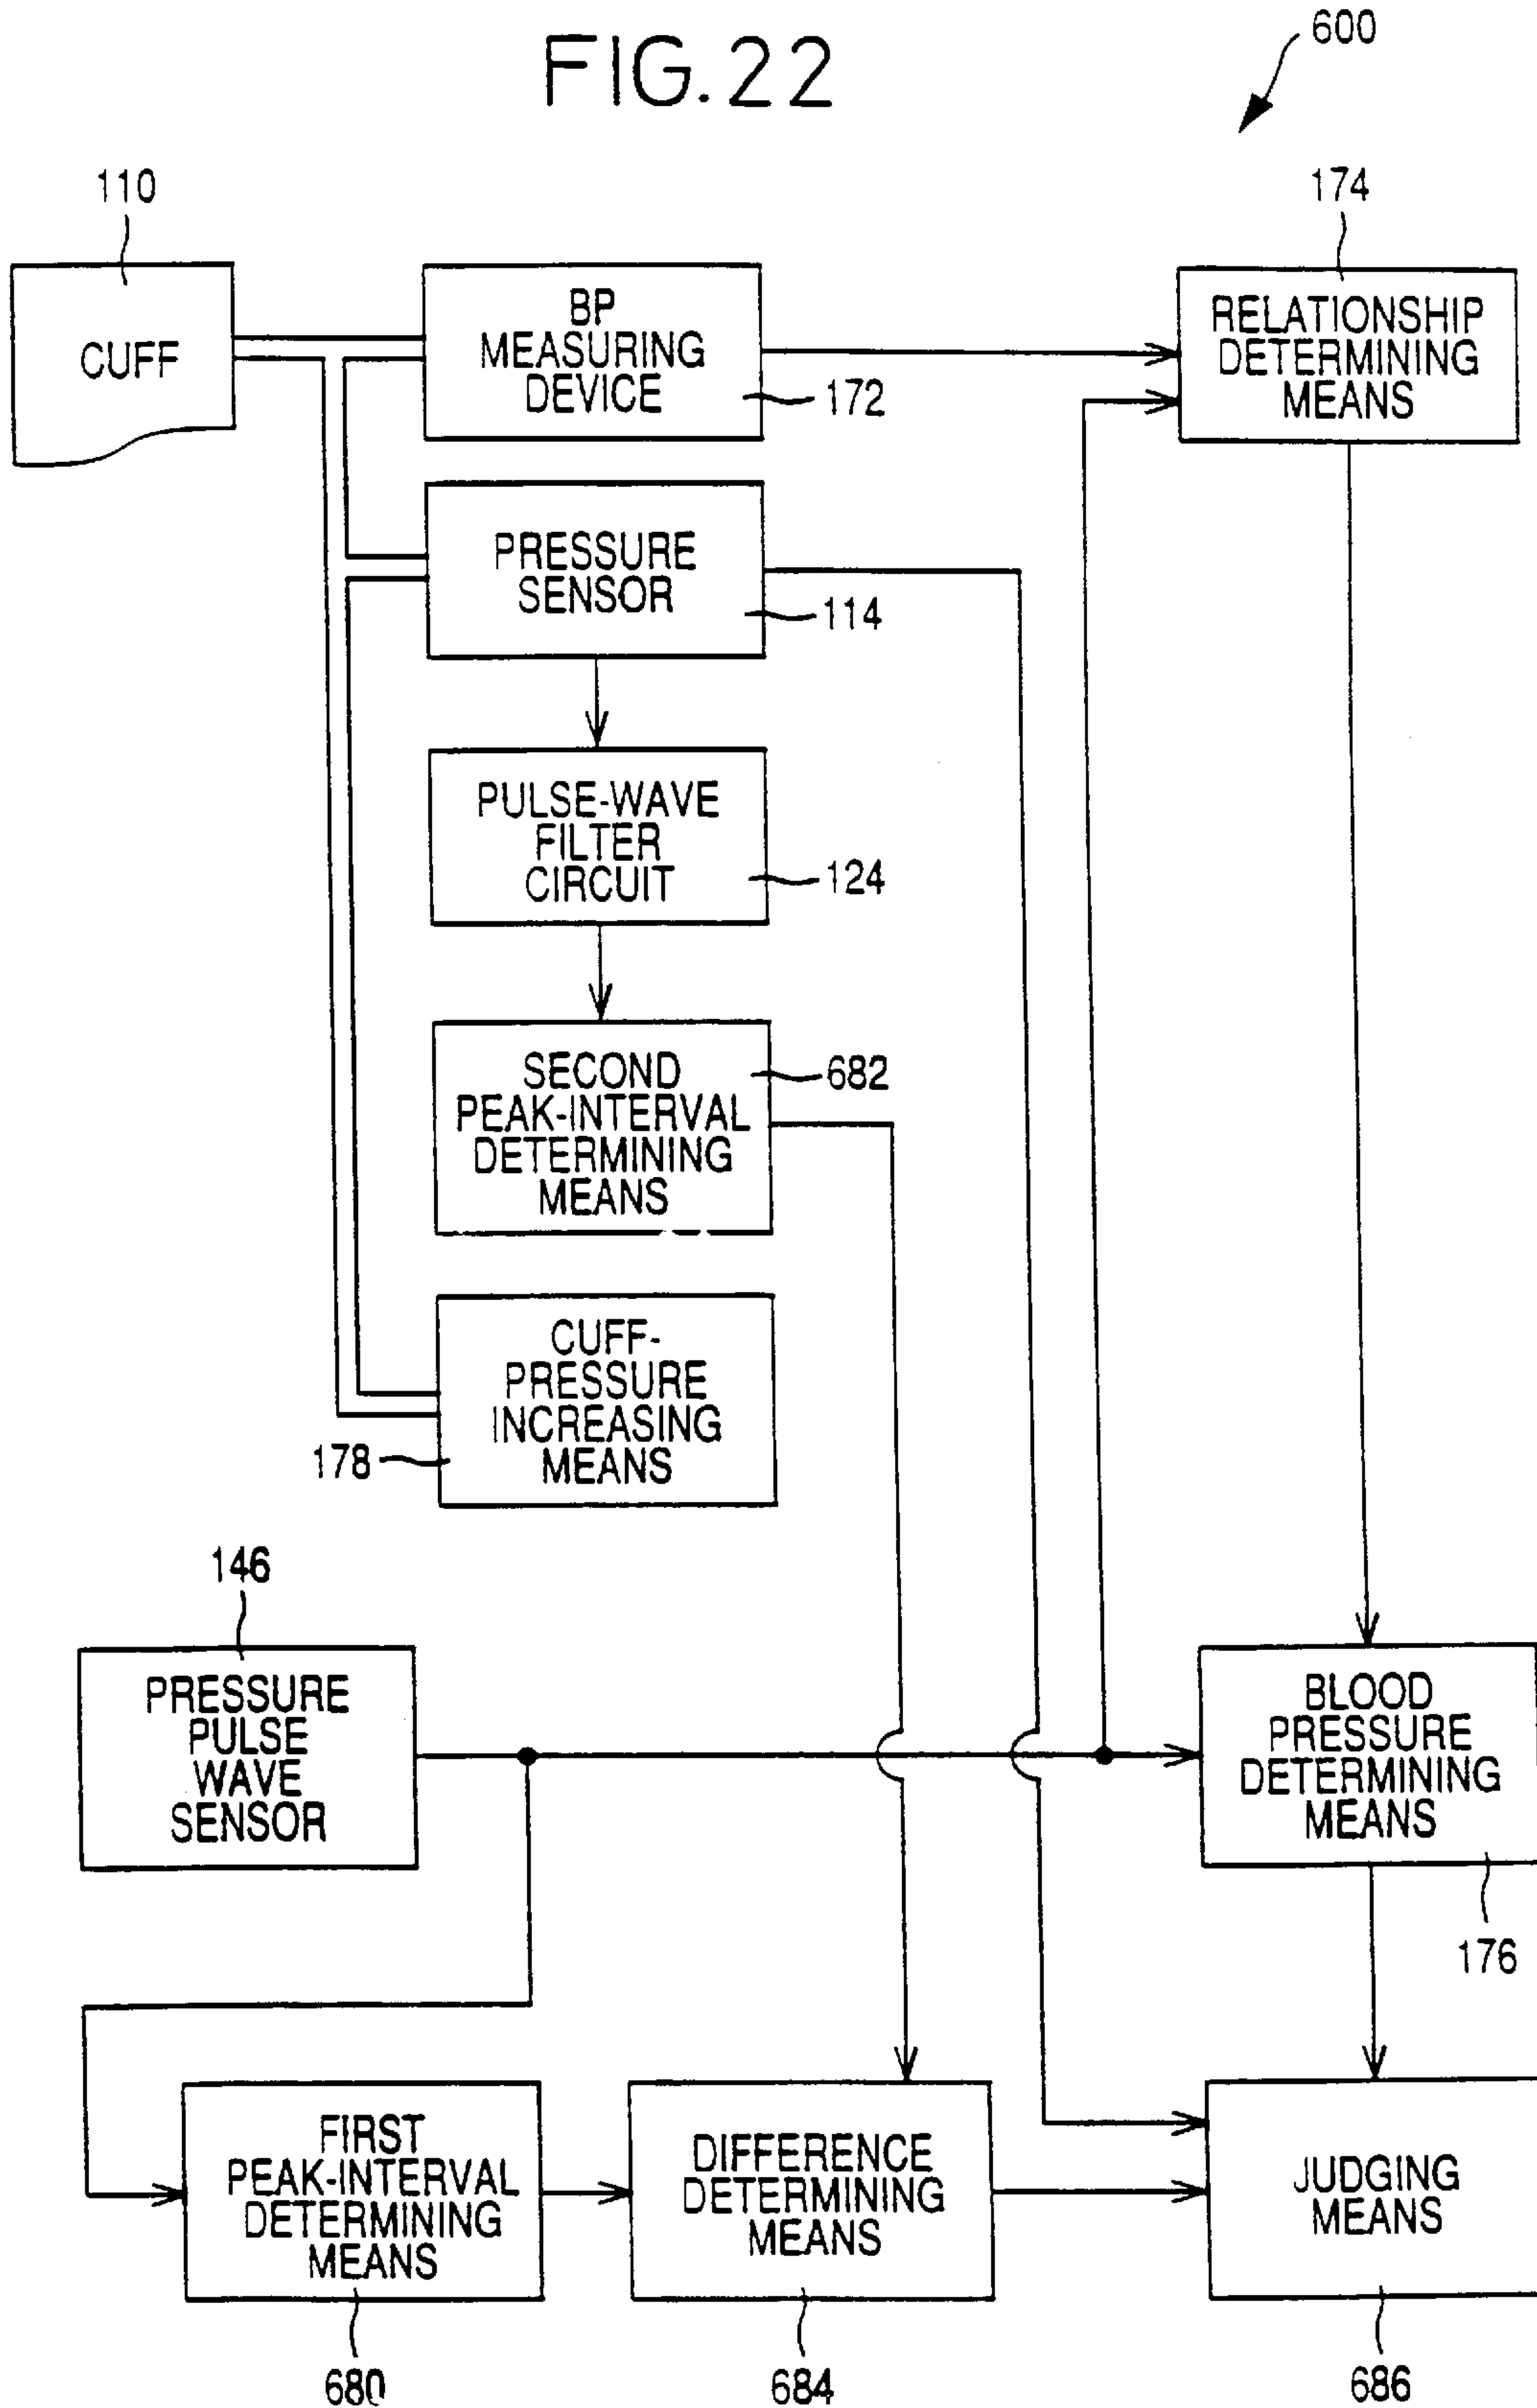 FIG. 22
600
110
174
CUFF
BP
MEASURING
DEVICE
172
RELATIONSHIP
DETERMINING
MEANS
PRESSURE
SENSOR
114
PULSE-WAVE
FILTER
CIRCUIT
124
SECOND
PEAK-INTERVAL
DETERMINING
MEANS
682
CUFF-
PRESSURE
INCREASING
MEANS
178
146
PRESSURE
PULSE
WAVE
SENSOR
BLOOD
PRESSURE
DETERMINING
MEANS
176
FIRST
PEAK-INTERVAL
DETERMINING
MEANS
DIFFERENCE
DETERMINING
MEANS
JUDGING
MEANS
680
684
686